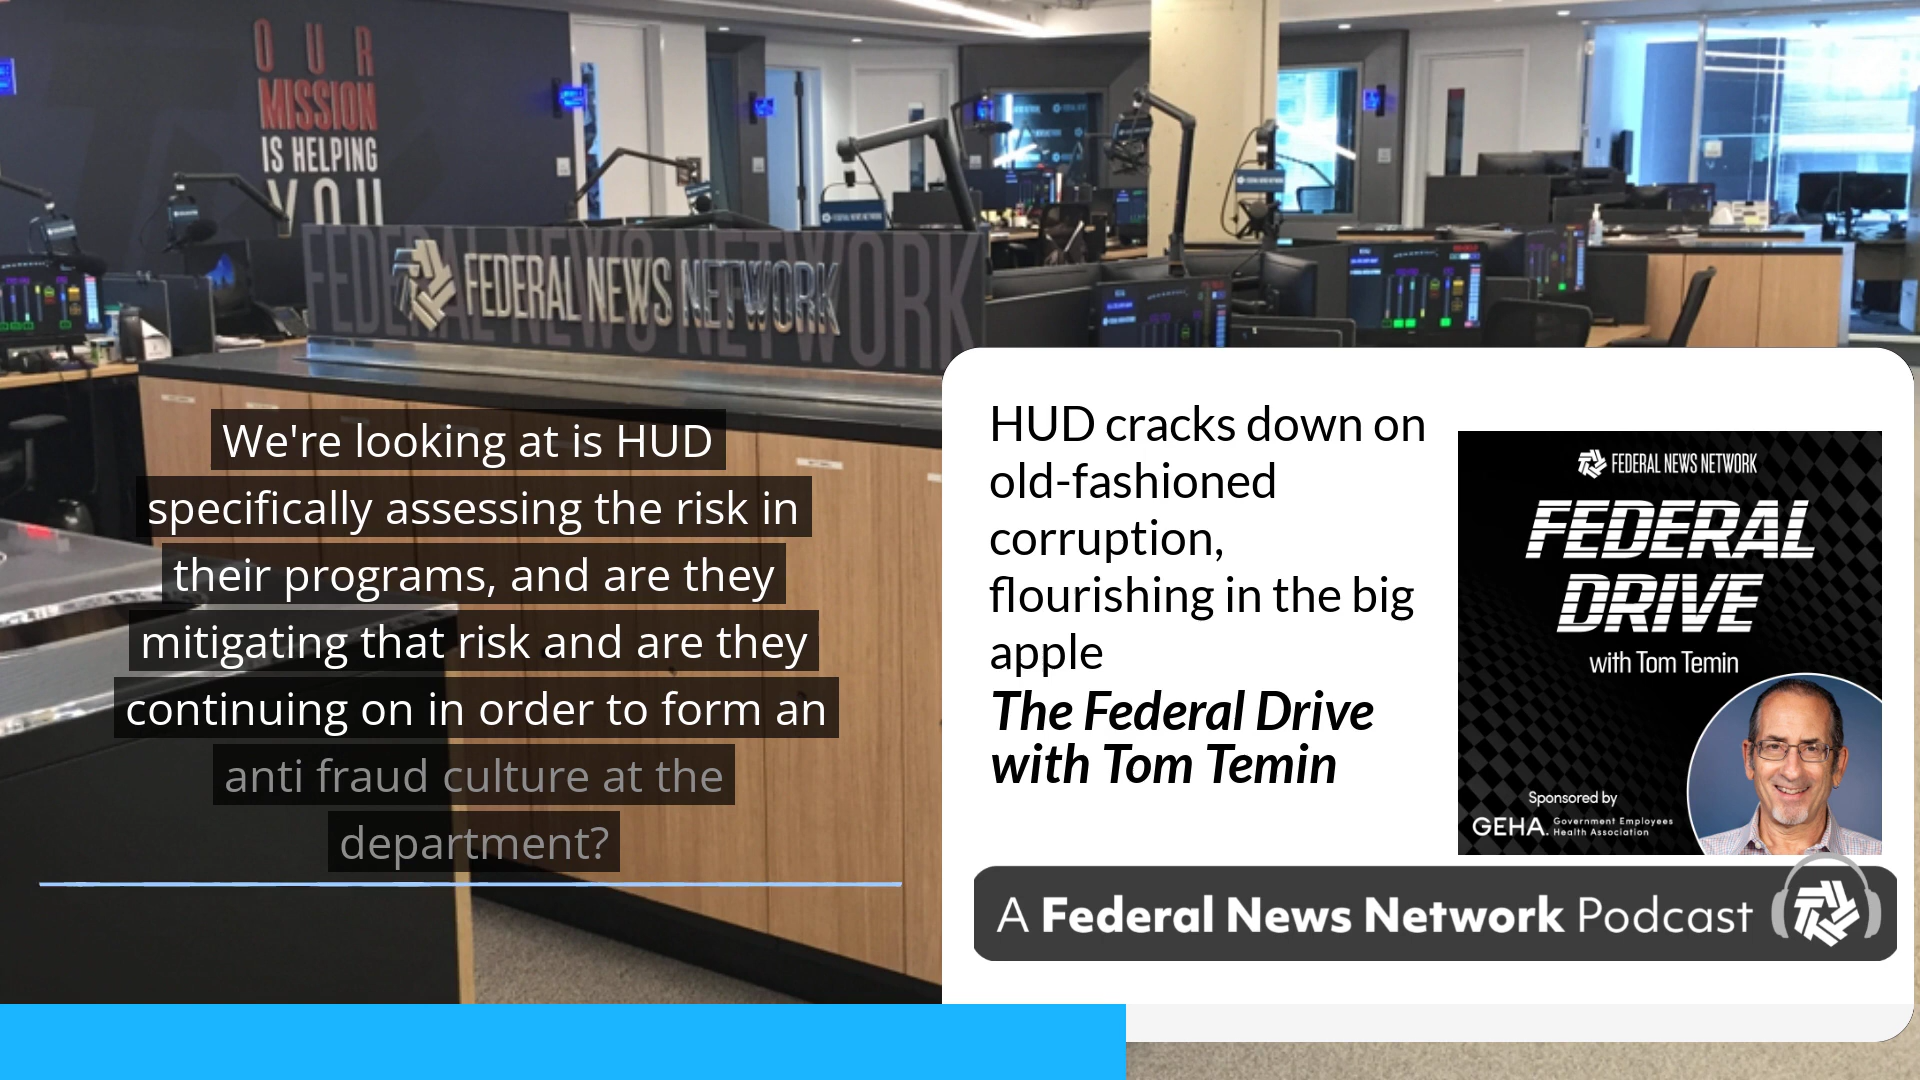 OUR
MISSION
IS HELPING
YOU
FEDERAL NEWS NETWORK
We're looking at is HUD
specifically assessing the risk in
their programs, and are they
mitigating that risk and are they
continuing on in order to form an
anti fraud culture at the
department?
HUD cracks down on
old-fashioned
corruption,
flourishing in the big
apple
The Federal Drive
with Tom Temin
FEDERAL NEWS NETWORK
FEDERAL
DRIVE
with Tom Temin
Sponsored by
GEHA. Government Employees
Health Association
A Federal News Network Podcast